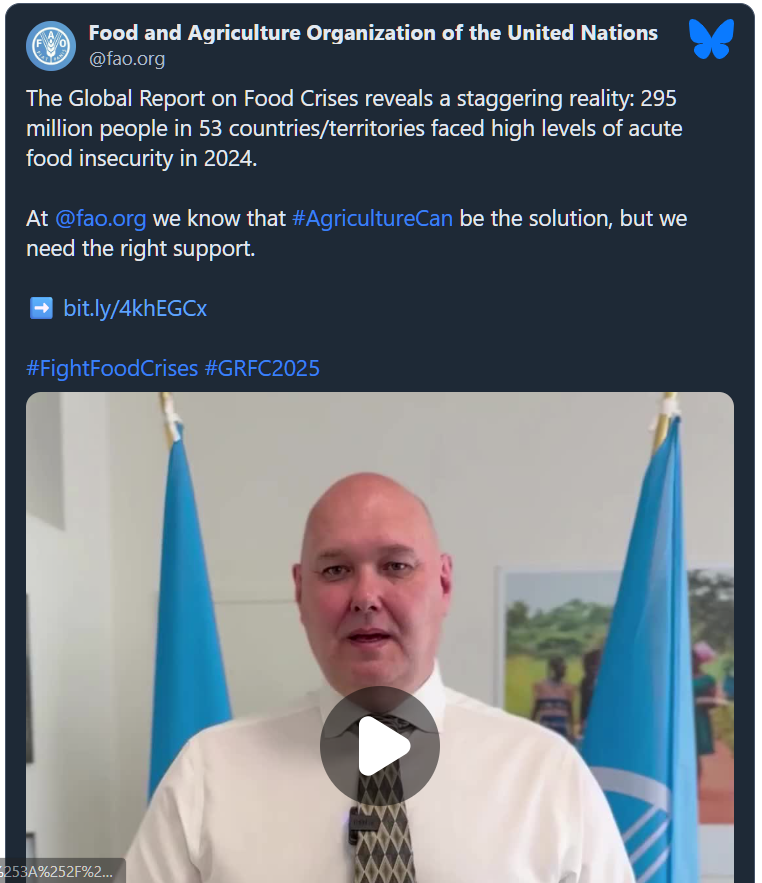 Food and Agriculture Organization of the United Nations
@fao.org
The Global Report on Food Crises reveals a staggering reality: 295
million people in 53 countries/territories faced high levels of acute
food insecurity in 2024.
At @fao.org we know that #AgricultureCan be the solution, but we
need the right support.
➡️ bit.ly/4khEGCx
#FightFoodCrises #GRFC2025
%253A%252F%2...